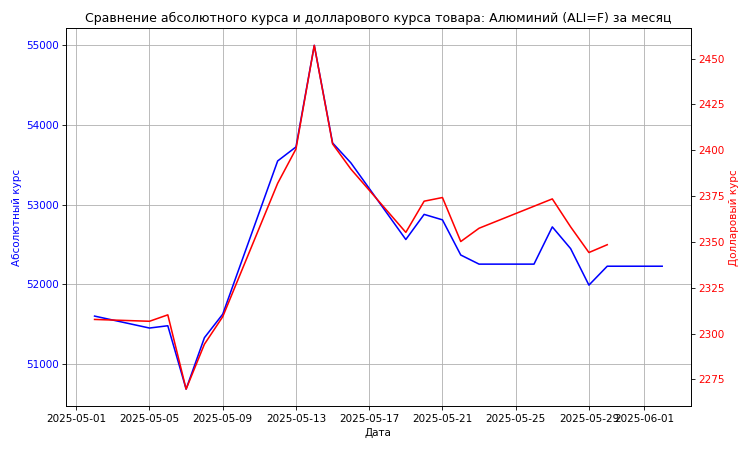 Сравнение абсолютного курса и долларового курса товара: Алюминий (ALI=F) за месяц
55000
54000
53000
52000
51000
Абсолютный курс
2450
2425
2400
2375
2350
2325
2300
2275
Долларовый курс
2025-05-01 2025-05-05 2025-05-09 2025-05-13 2025-05-17 2025-05-21 2025-05-25 2025-05-29 2025-06-01
Дата